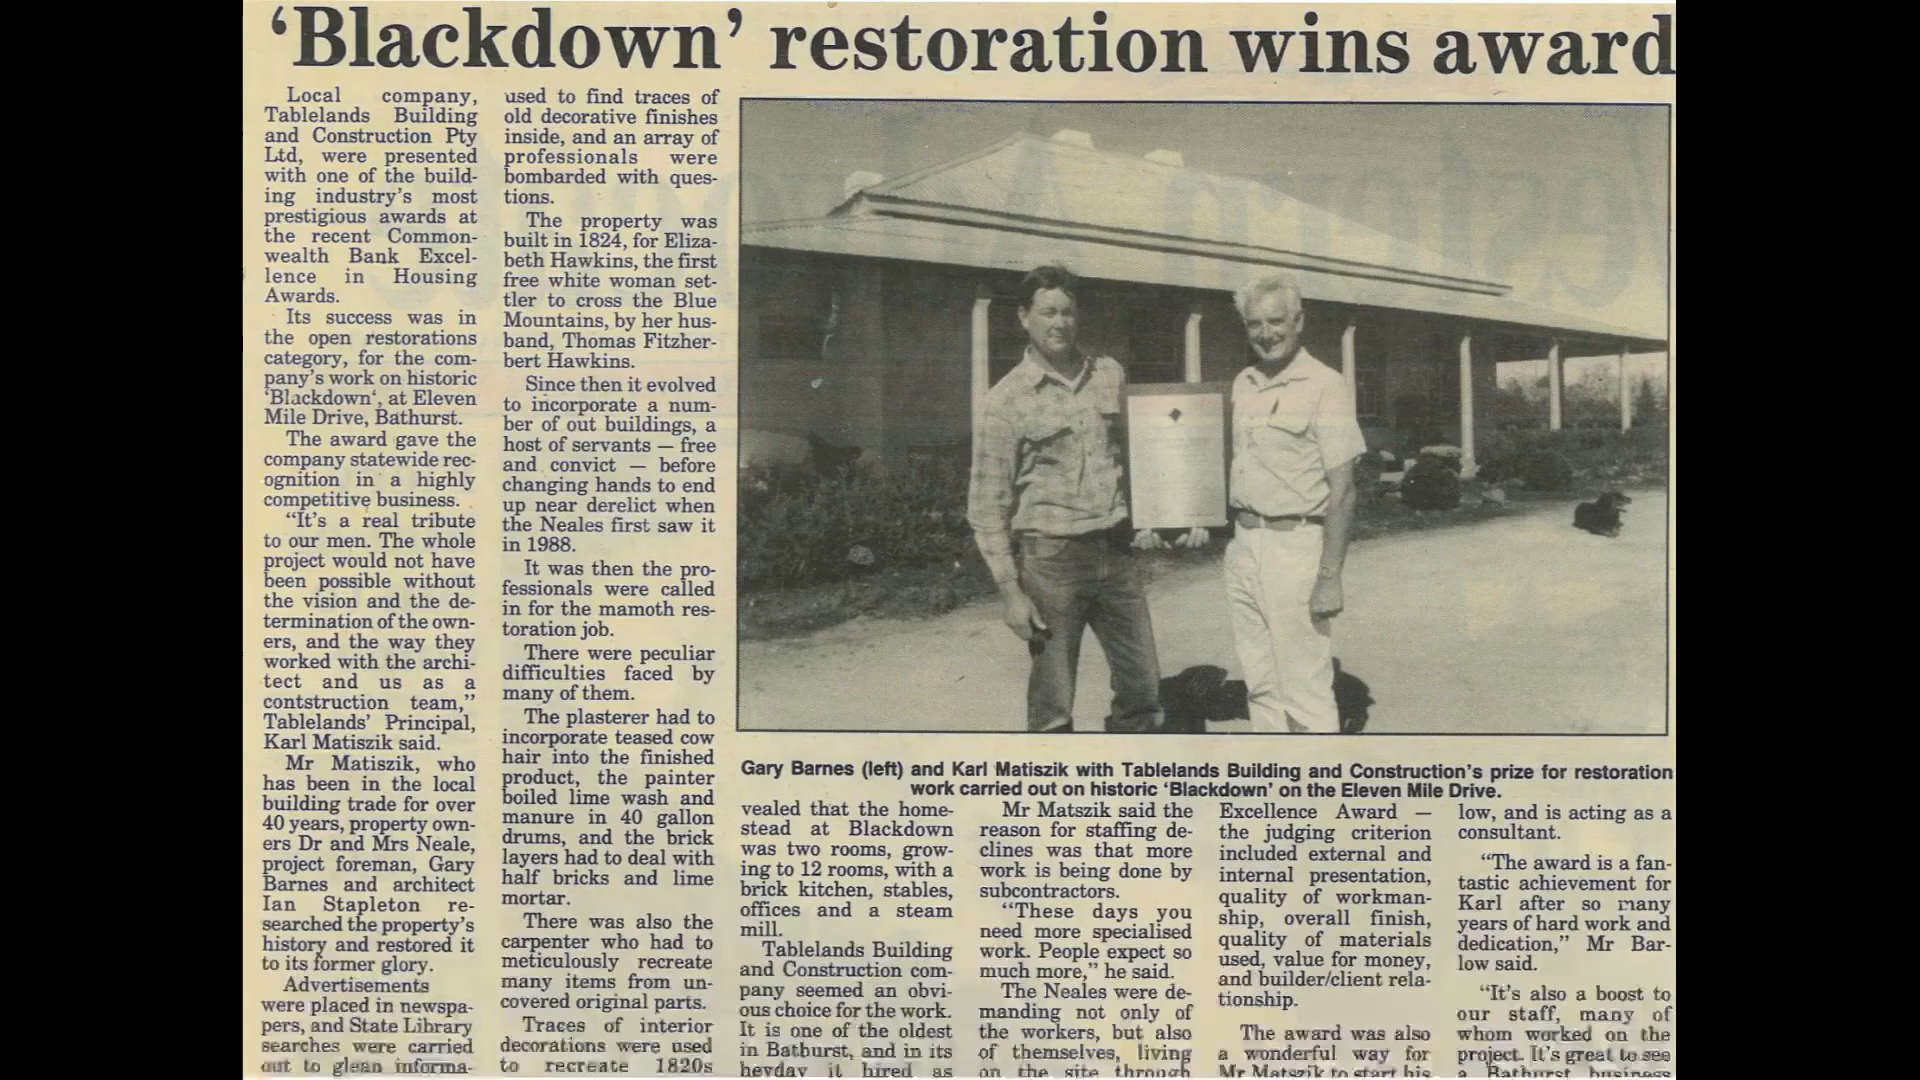 ‘Blackdown’ restoration wins award
Local company,
Tablelands Building
and Construction Pty
Ltd, were presented
with one of the build-
ing industry’s most
prestigious awards at
the recent Common-
wealth Bank Excel-
lence in Housing
Awards.
Its success was in
the open restorations
category, for the com-
pany’s work on historic
‘Blackdown‘, at Eleven
Mile Drive, Bathurst.
The award gave the
company statewide rec-
ognition in a highly
competitive business.
“It’s a real tribute
to our men. The whole
project would not have
been possible without
the vision and the de-
termination of the own-
ers, and the way they
worked with the archi-
tect and us as a
contstruction team,”
Tablelands’ Principal,
Karl Matiszik said.
Mr Matiszik, who
has been in the local
building trade for over
40 years, property own-
ers Dr and Mrs Neale,
project foreman, Gary
Barnes and architect
Ian Stapleton re-
searched the property’s
history and restored it
to its former glory.
Advertisements
were placed in newspa-
pers, and State Library
searches were carried
out to glean informa-
used to find traces of
old decorative finishes
inside, and an array of
professionals were
bombarded with ques-
tions.
The property was
built in 1824, for Eliza-
beth Hawkins, the first
free white woman set-
tler to cross the Blue
Mountains, by her hus-
band, Thomas Fitzher-
bert Hawkins.
Since then it evolved
to incorporate a num-
ber of out buildings, a
host of servants — free
and convict — before
changing hands to end
up near derelict when
the Neales first saw it
in 1988.
It was then the pro-
fessionals were called
in for the mamoth res-
toration job.
There were peculiar
difficulties faced by
many of them.
The plasterer had to
incorporate teased cow
hair into the finished
product, the painter
boiled lime wash and
manure in 40 gallon
drums, and the brick
layers had to deal with
half bricks and lime
mortar.
There was also the
carpenter who had to
meticulously recreate
many items from un-
covered original parts.
Traces of interior
decorations were used
to recreate 1820s
Gary Barnes (left) and Karl Matiszik with Tablelands Building and Construction’s prize for restoration
work carried out on historic ‘Blackdown’ on the Eleven Mile Drive.
vealed that the home-
stead at Blackdown
was two rooms, grow-
ing to 12 rooms, with a
brick kitchen, stables,
offices and a steam
mill.
Tablelands Building
and Construction com-
pany seemed an obvi-
ous choice for the work.
It is one of the oldest
in Bathurst, and in its
heyday it hired as
Mr Matszik said the
reason for staffing de-
clines was that more
work is being done by
subcontractors.
“These days you
need more specialised
work. People expect so
much more,” he said.
The Neales were de-
manding not only of
the workers, but also
of themselves, living
on the site through
Excellence Award —
the judging criterion
included external and
internal presentation,
quality of workman-
ship, overall finish,
quality of materials
used, value for money,
and builder/client rela-
tionship.
The award was also
a wonderful way for
Mr Matszik to start his
low, and is acting as a
consultant.
“The award is a fan-
tastic achievement for
Karl after so many
years of hard work and
dedication,” Mr Bar-
low said.
“It’s also a boost to
our staff, many of
whom worked on the
project. It’s great to see
a Bathurst business